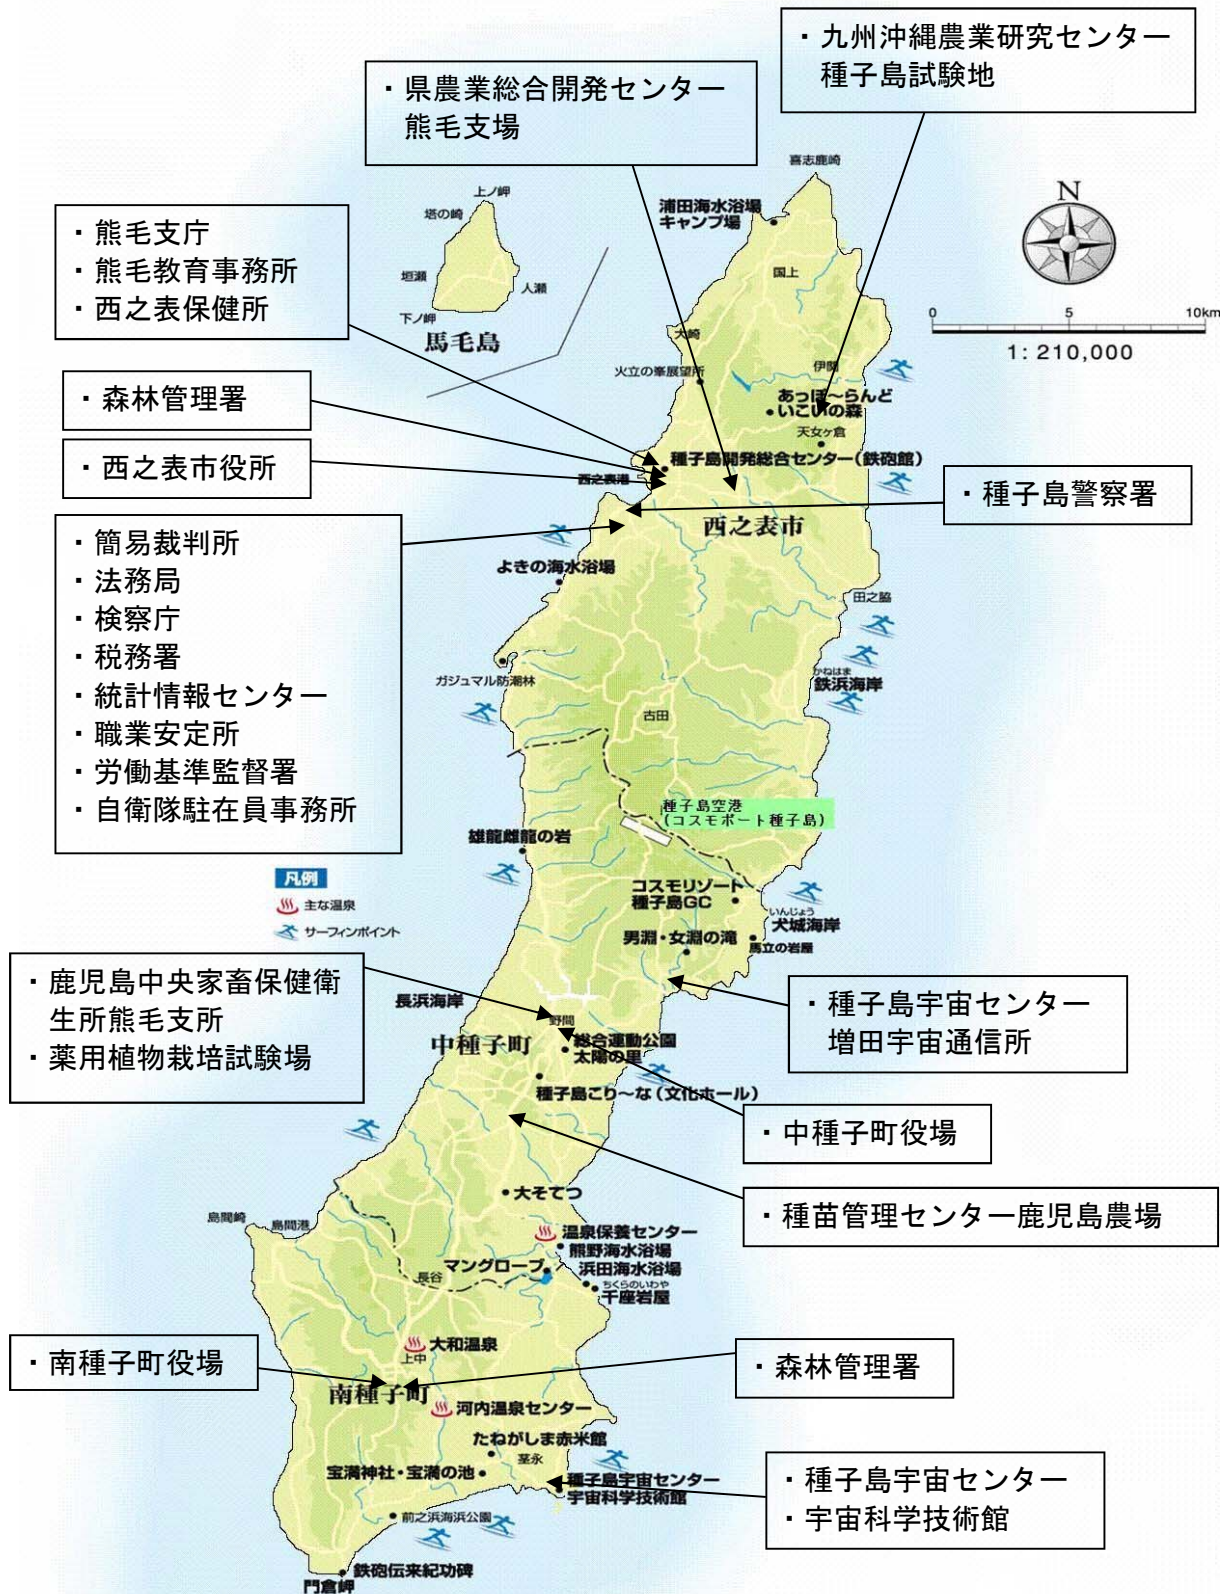 ・九州沖縄農業研究センター
種子島試験地
・県農業総合開発センター
熊毛支場
喜志鹿崎
上ノ岬
塔の崎
浦田海水浴場
キャンプ場
N
・熊毛支庁
・熊毛教育事務所
・西之表保健所
国上
垣瀬
人瀬
下ノ岬
馬毛島
0 5 10km
1：210,000
大崎
火立の峯展望所
伊関
あっぽ～らんど
いこいの森
・森林管理署
天女ヶ倉
・西之表市役所
種子島開発総合センター（鉄砲館）
西之表港
・種子島警察署
西之表市
・簡易裁判所
・法務局
・検察庁
・税務署
・統計情報センター
・職業安定所
・労働基準監督署
・自衛隊駐在員事務所
よきの海水浴場
田之脇
ガジュマル防潮林
かねはま
鉄浜海岸
古田
種子島空港
(コスモポート種子島)
雄龍雌龍の岩
凡例
主な温泉
サーフィンポイント
コスモリゾート
種子島GC
いんじょう
犬城海岸
男淵・女淵の滝
馬立の岩屋
・鹿児島中央家畜保健衛
生所熊毛支所
・薬用植物栽培試験場
長浜海岸
・種子島宇宙センター
増田宇宙通信所
野間
中種子町
総合運動公園
太陽の里
種子島こり～な（文化ホール）
・中種子町役場
大そてつ
・種苗管理センター鹿児島農場
島間崎
島間港
温泉保養センター
熊野海水浴場
マングローブ
浜田海水浴場
長谷
ちくらのいわや
千座岩屋
・南種子町役場
大和温泉
上中
・森林管理署
南種子町
河内温泉センター
たねがしま赤米館
茎永
宝満神社・宝満の池
種子島宇宙センター
宇宙科学技術館
・種子島宇宙センター
・宇宙科学技術館
前之浜海浜公園
鉄砲伝来紀功碑
門倉岬